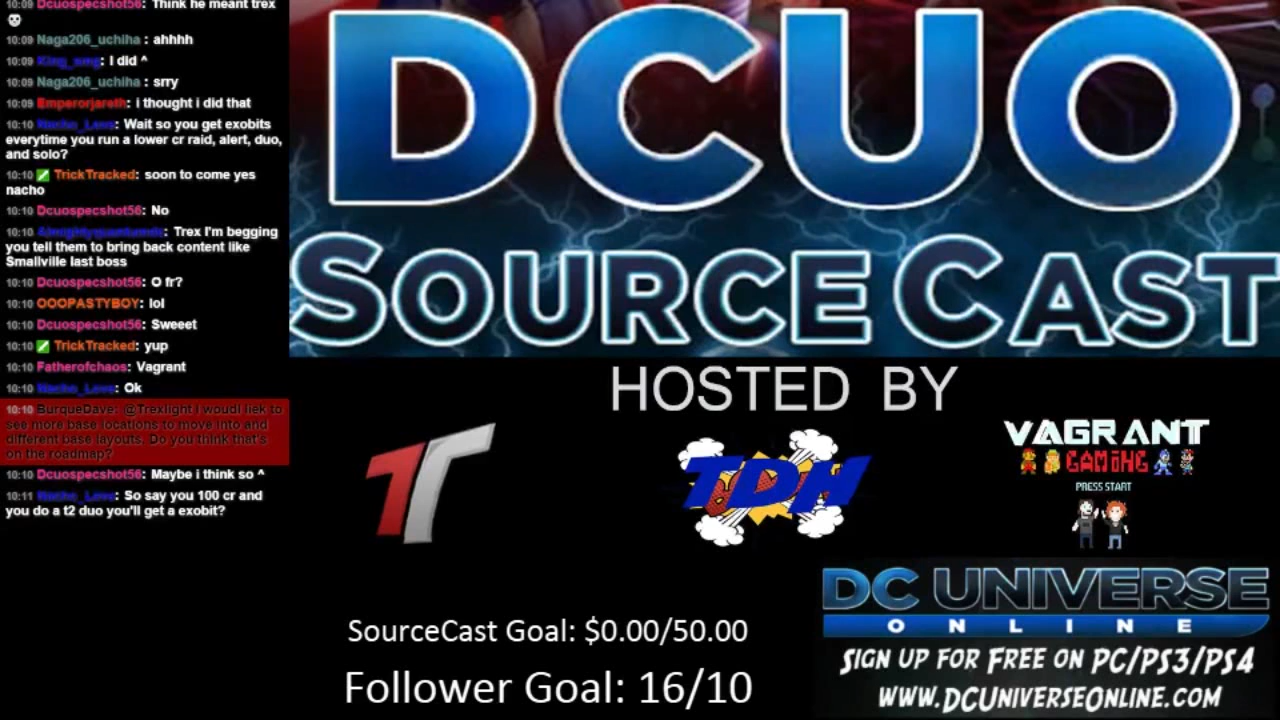 10:09 Dcuospecshot56: Think he meant trex
10:09 Naga206_uchiha : ahhhh
10:09 King_smg: I did ^
10:09 Naga206_uchiha : srry
10:09 Emperorjareth: i thought i did that
10:10 Nacho_Love: Wait so you get exobits
everytime you run a lower cr raid, alert, duo,
and solo?
10:10 TrickTracked: soon to come yes
nacho
10:10 Dcuospecshot56: No
10:10 Trex I'm begging
you tell them to bring back content like
Smallville last boss
10:10 Dcuospecshot56: O fr?
10:10 OOOPASTYBOY: lol
10:10 Dcuospecshot56: Sweeet
10:10 TrickTracked: yup
10:10 Fatherofchaos: Vagrant
10:10 Nacho_Love: Ok
10:10 BurqueDave: @Trexlight I woudl liek to
see more base locations to move into and
different base layouts. Do you think that's
on the roadmap?
10:10 Dcuospecshot56: Maybe i think so ^
10:11 Nacho_Love: So say you 100 cr and
you do a t2 duo you'll get a exobit?
DCUO
SOURCE CAST
HOSTED BY
TT
TDM
VAGRANT
GAMING
PRESS START
SourceCast Goal: $0.00/50.00
Follower Goal: 16/10
DC UNIVERSE
ONLINE
SIGN UP FOR FREE ON PC/PS3/PS4
WWW.DCUNIVERSEONLINE.COM